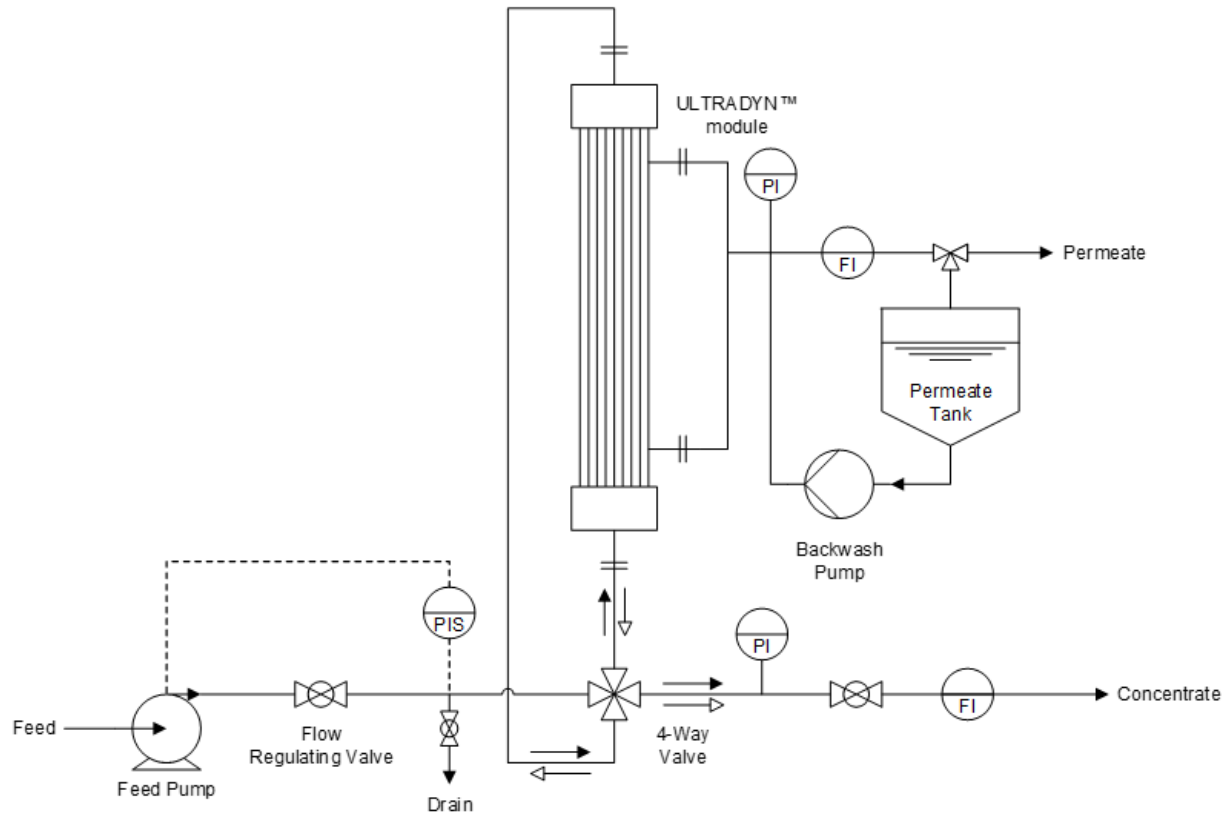 ULTRADYN™
module
PI
FI
Permeate
Permeate
Tank
Backwash
Pump
PIS
PI
Feed
Flow
Regulating Valve
4-Way
Valve
FI
Concentrate
Feed Pump
Drain